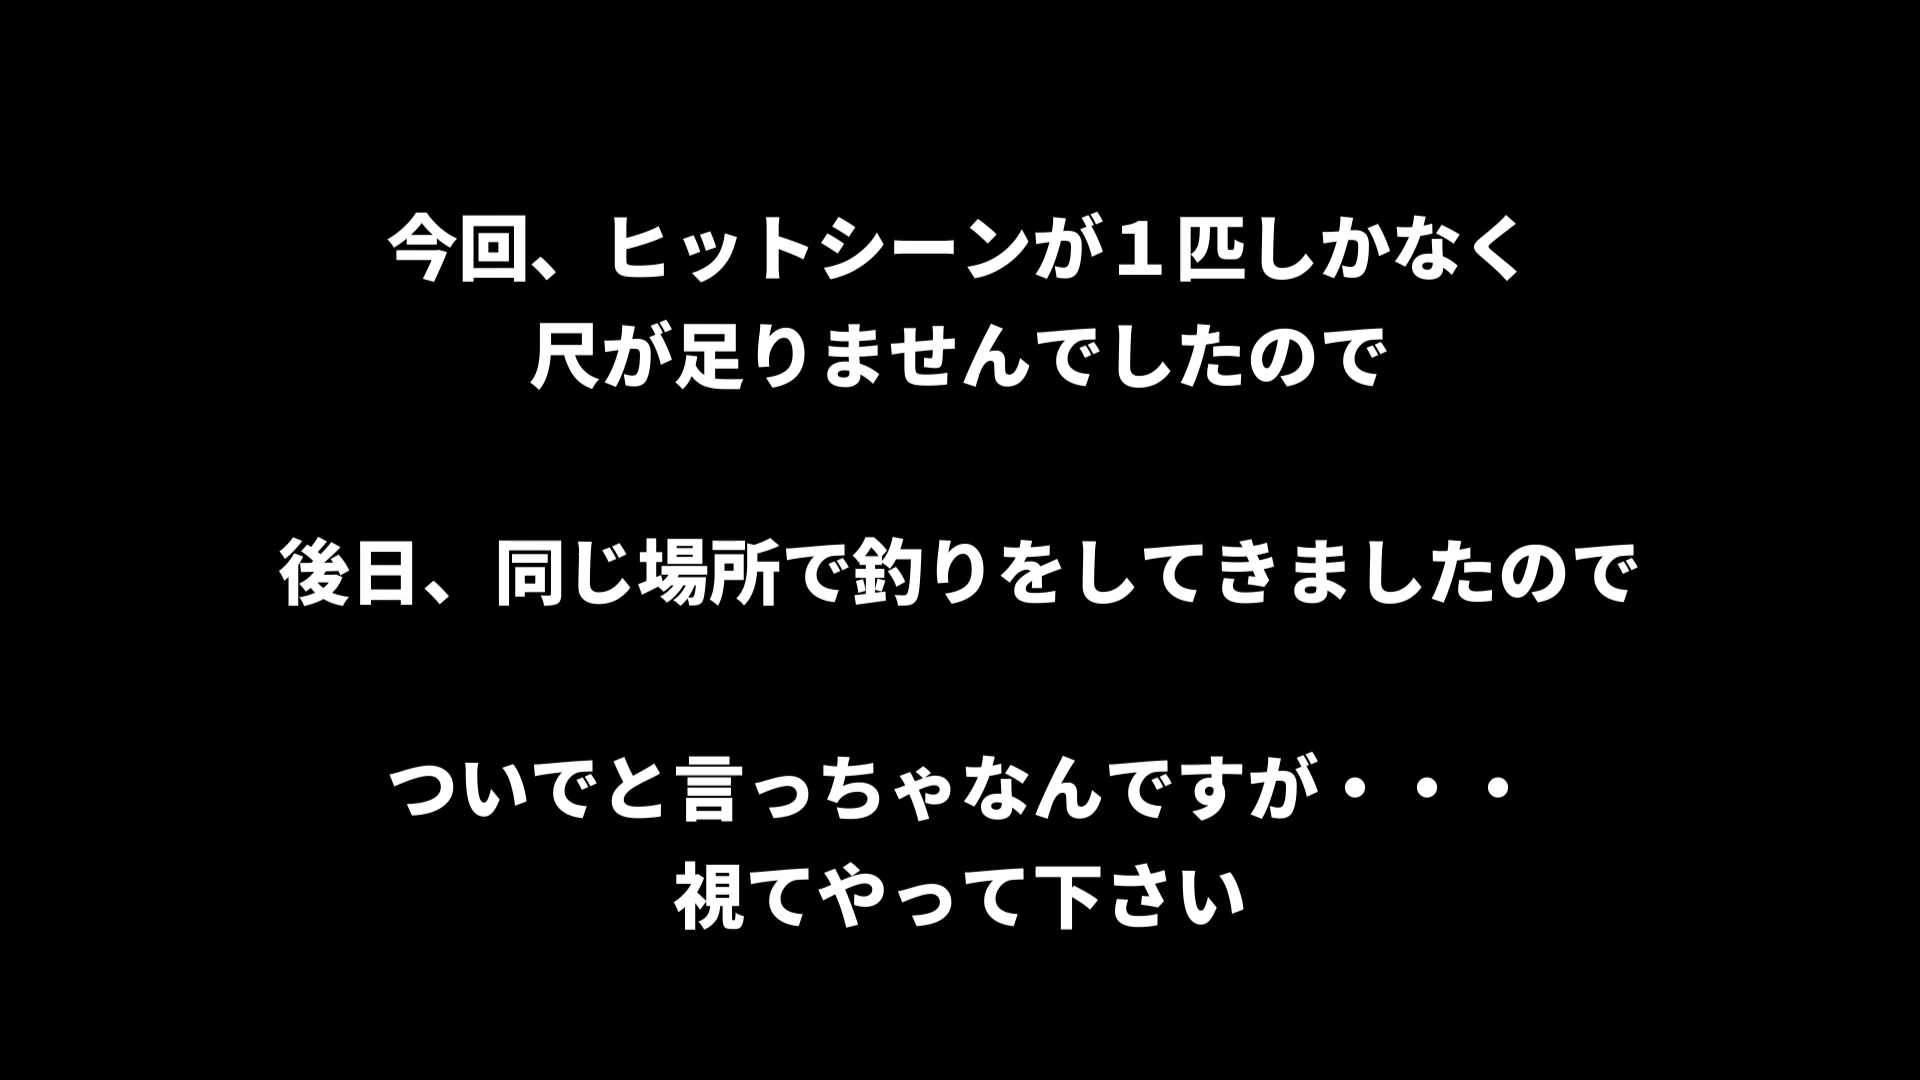 今回、ヒットシーンが１匹しかなく
尺が足りませんでしたので
後日、同じ場所で釣りをしてきましたので
ついでと言っちゃなんですが・・・
視てやって下さい